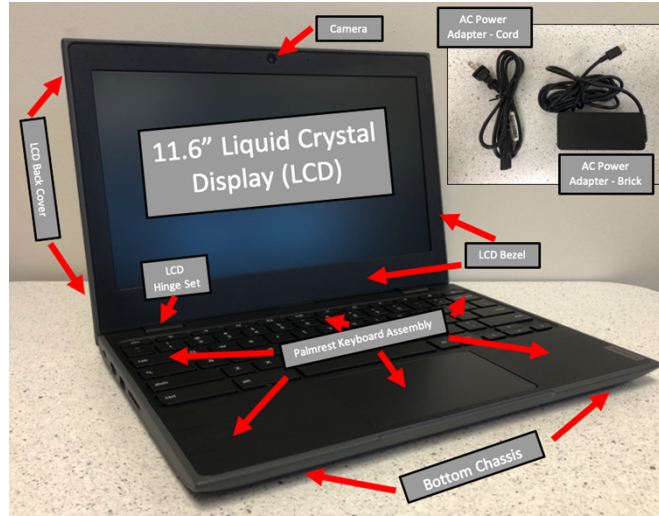 Camera
AC Power
Adapter - Cord
11.6” Liquid Crystal
Display (LCD)
LCD Back Cover
AC Power
Adapter - Brick
LCD Bezel
LCD
Hinge Set
Palmrest Keyboard Assembly
Bottom Chassis